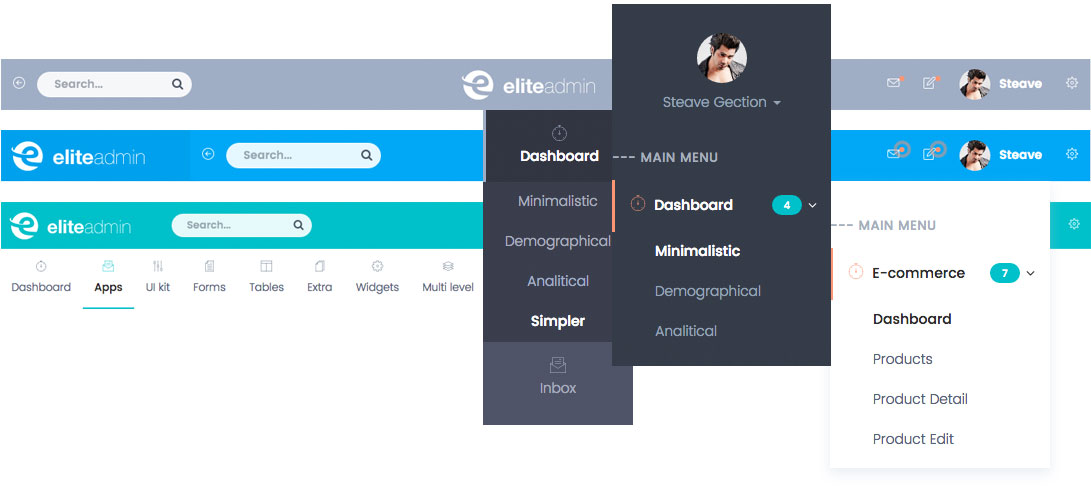 Search...
eliteadmin
Steave
eliteadmin
Search...
Steave
eliteadmin
Search...
Dashboard
Apps
UI kit
Forms
Tables
Extra
Widgets
Multi level
Dashboard
Minimalistic
Demographical
Analitical
Simpler
Inbox
Steave Gection
--- MAIN MENU
Dashboard 4
Minimalistic
Demographical
Analitical
--- MAIN MENU
E-commerce 7
Dashboard
Products
Product Detail
Product Edit